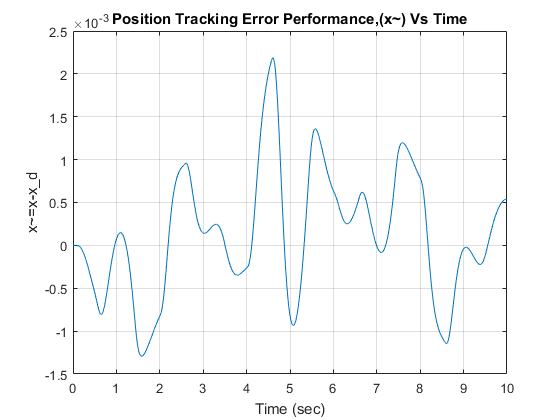 ×10^-3 Position Tracking Error Performance,(x~) Vs Time
2.5
2
1.5
1
0.5
0
-0.5
-1
-1.5
x~=x-x_d
0 1 2 3 4 5 6 7 8 9 10
Time (sec)